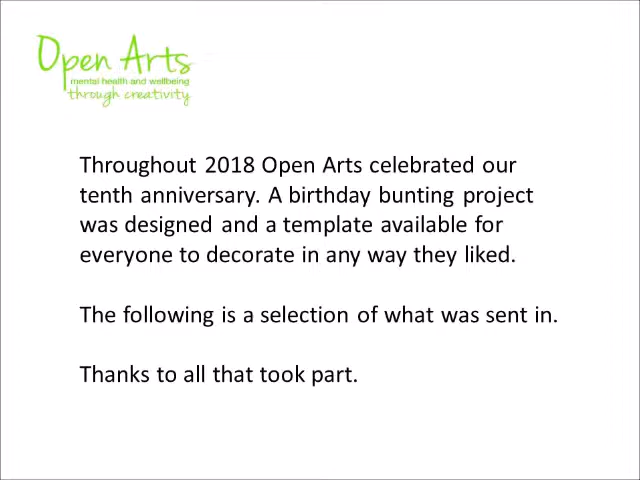 Open Arts
mental health and wellbeing
through creativity
Throughout 2018 Open Arts celebrated our
tenth anniversary. A birthday bunting project
was designed and a template available for
everyone to decorate in any way they liked.
The following is a selection of what was sent in.
Thanks to all that took part.